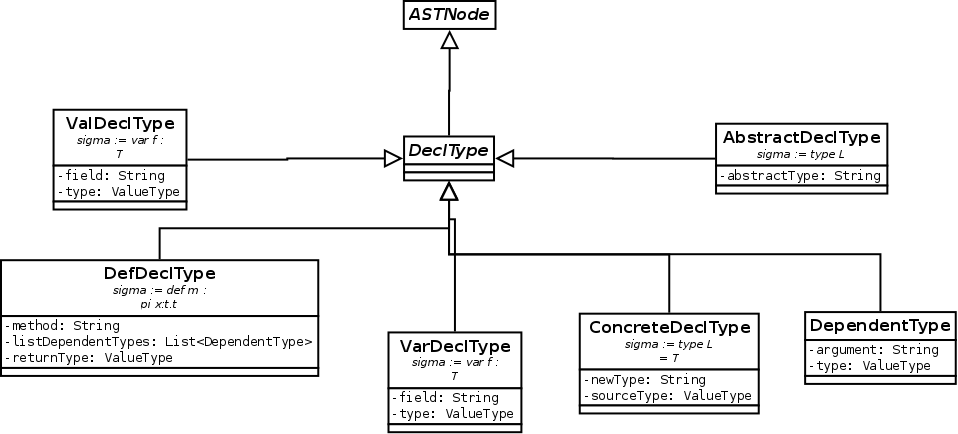 ASTNode
ValDeclType
sigma := var f :
T
-field: String
-type: ValueType
DeclType
AbstractDeclType
sigma := type L
-abstractType: String
DefDeclType
sigma := def m :
pi x:t.t
-method: String
-listDependentTypes: List<DependentType>
-returnType: ValueType
VarDeclType
sigma := var f :
T
-field: String
-type: ValueType
ConcreteDeclType
sigma := type L
= T
-newType: String
-sourceType: ValueType
DependentType
-argument: String
-type: ValueType